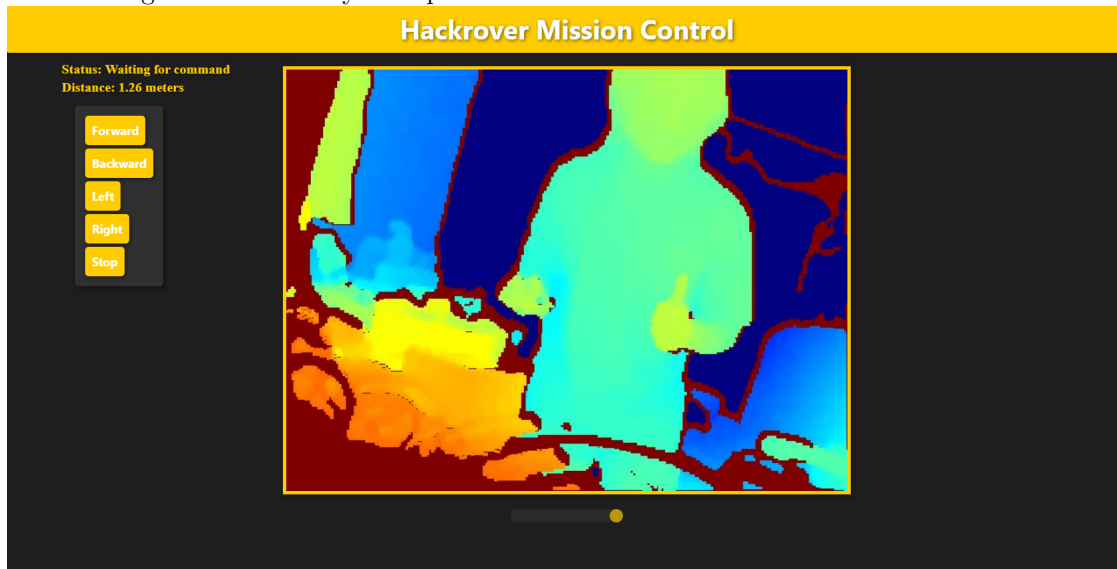 Hackrover Mission Control
Status: Waiting for command
Distance: 1.26 meters
Forward
Backward
Left
Right
Stop